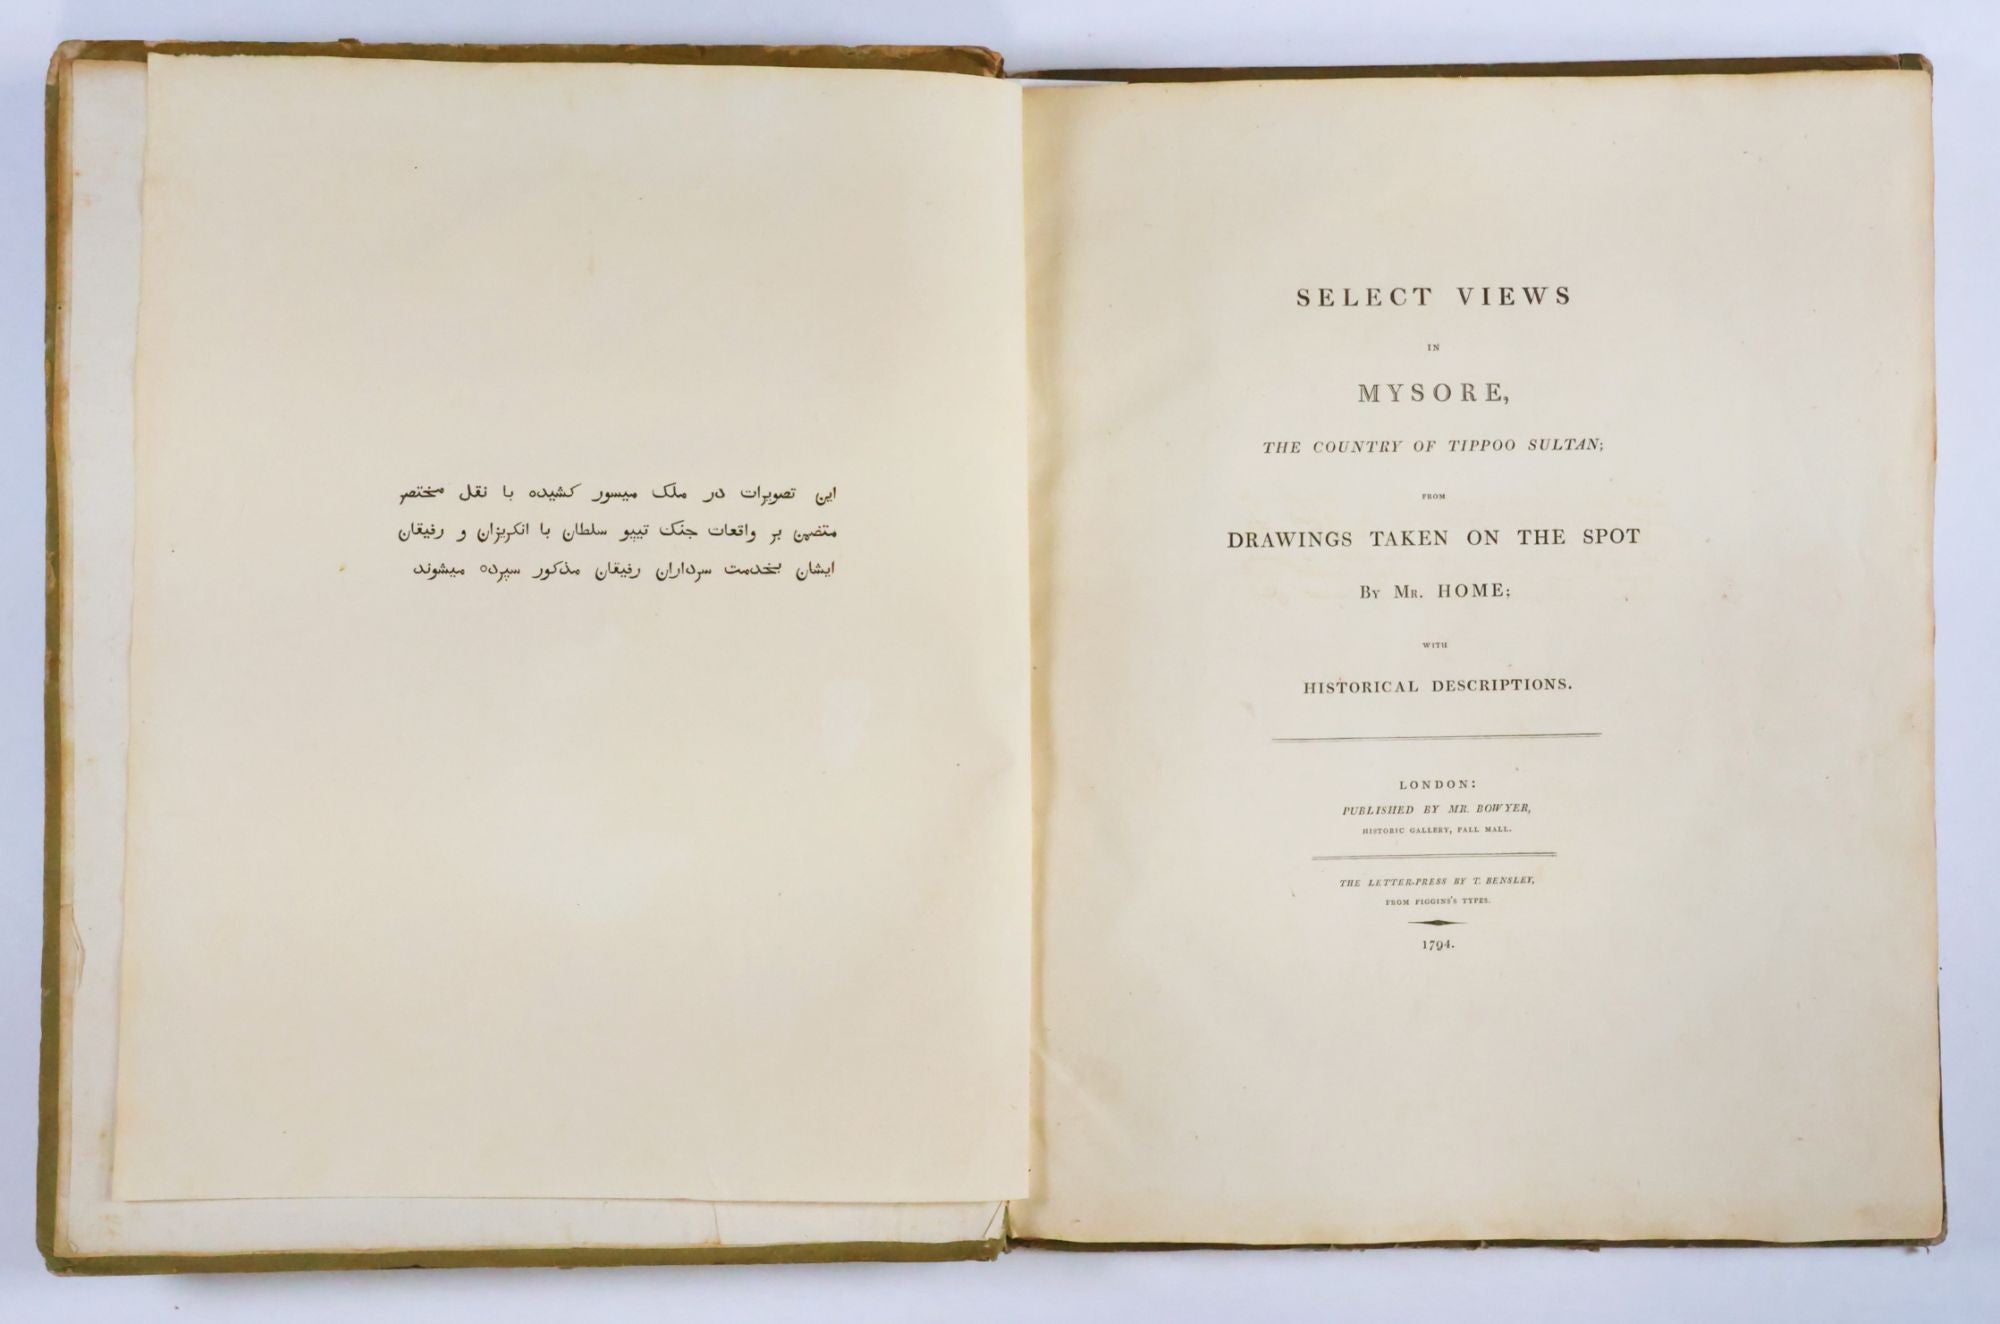 این تصویرات در ملک میسور کشیده با نقل مختصر
متضمن بر واقعات جنک تیپو سلطان با انکریزان و رفیقان
ایشان بخدمت سرداران رفیقان مذکور سپرده میشوند
SELECT VIEWS
IN
MYSORE,
THE COUNTRY OF TIPPOO SULTAN;
FROM
DRAWINGS TAKEN ON THE SPOT
By Mr. HOME;
WITH
HISTORICAL DESCRIPTIONS.
LONDON:
PUBLISHED BY MR. BOWYER,
HISTORIC GALLERY, PALL MALL.
THE LETTER-PRESS BY T. BENSLEY,
FROM FIGGINS'S TYPES.
1794.